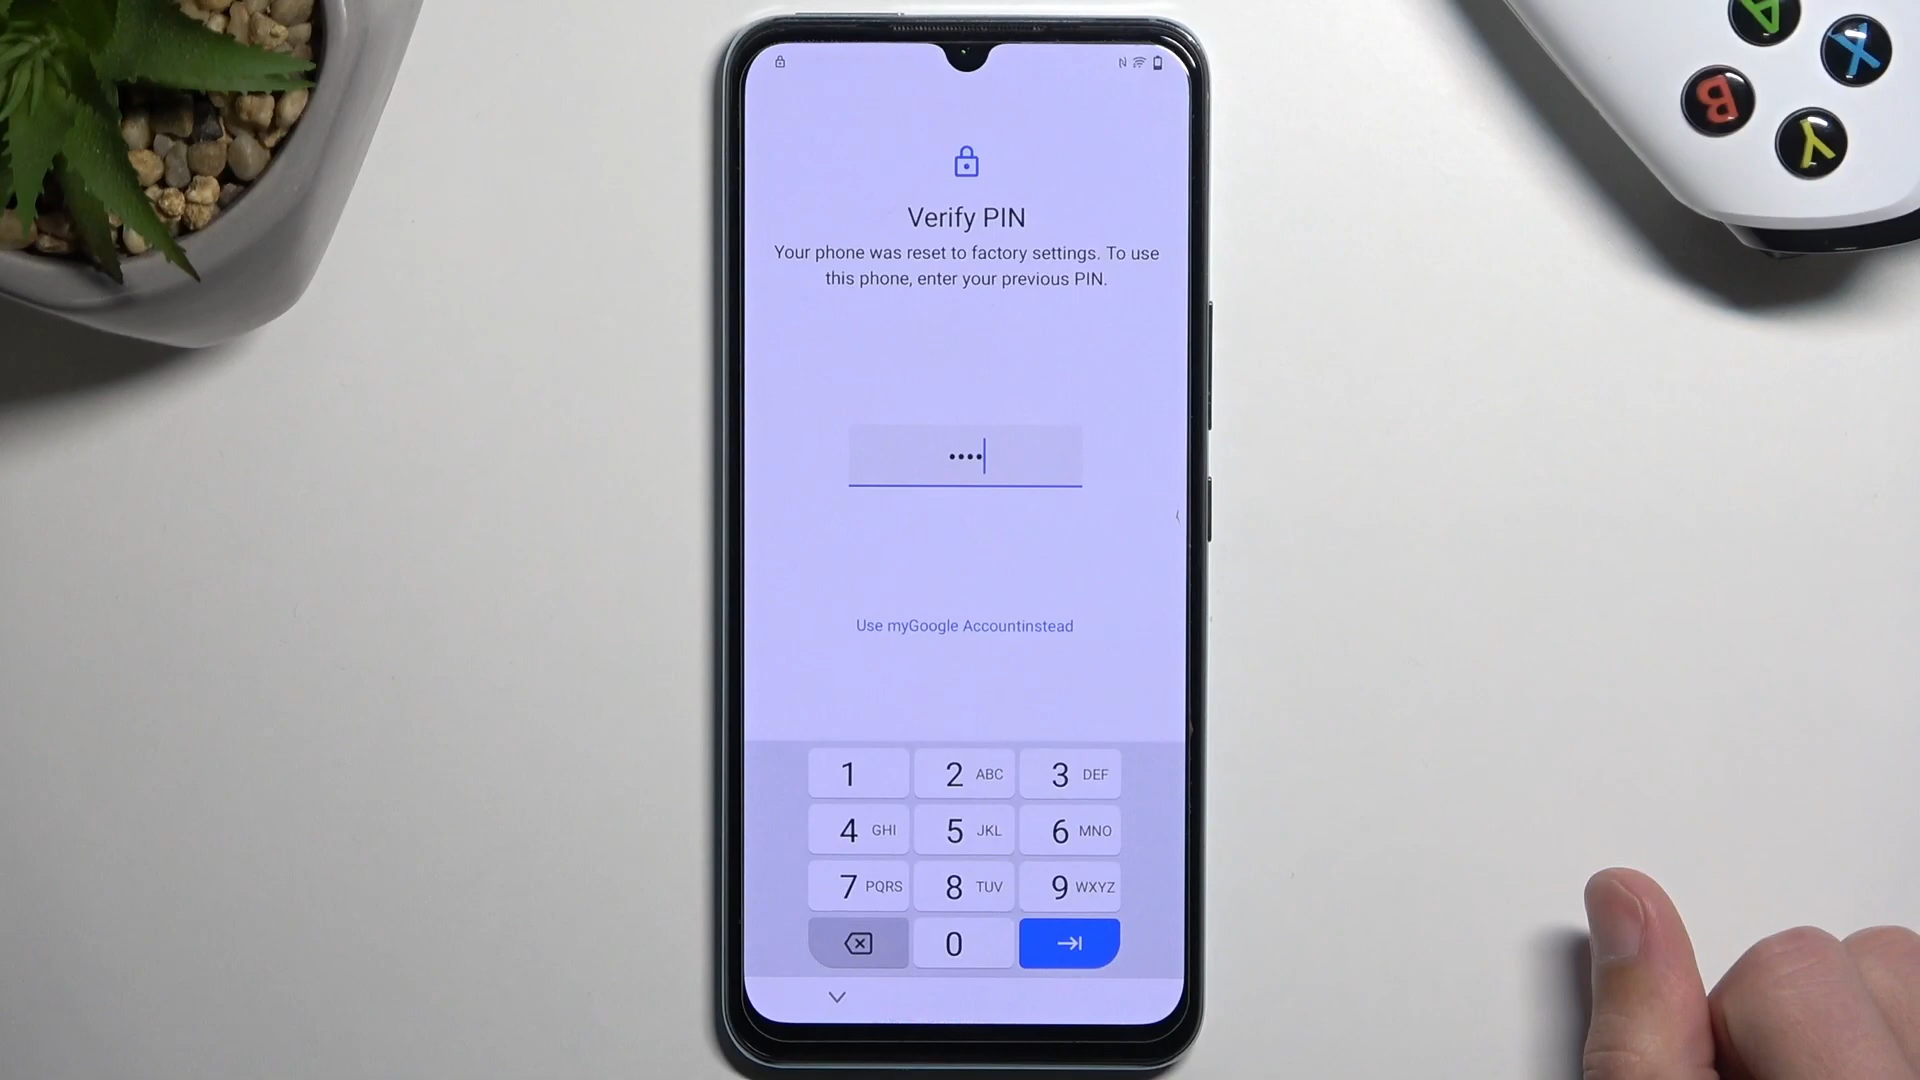 N
Verify PIN
Your phone was reset to factory settings. To use
this phone, enter your previous PIN.
••••
Use myGoogle Accountinstead
1
2 ABC
3 DEF
4 GHI
5 JKL
6 MNO
7 PQRS
8 TUV
9 WXYZ
0
A
X
B
Y